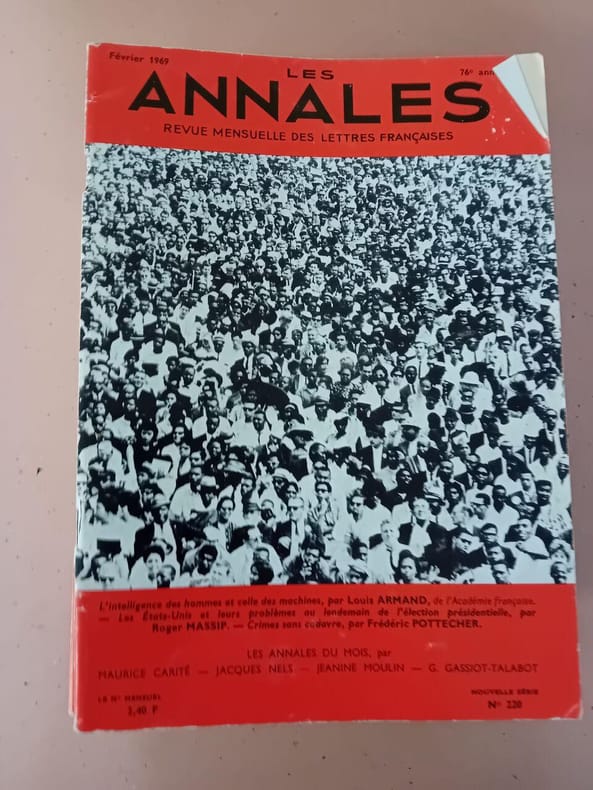 Février 1969
76e
LES
ANNALES
REVUE MENSUELLE DES LETTRES FRANÇAISES
L'intelligence des hommes et celle des machines, par Louis ARMAND, de l'Académie française.
— Les États-Unis et leurs problèmes au lendemain de l'élection présidentielle, par
Roger MASSIP. — Crimes sans cadavre, par Frédéric POTTECHER.
LES ANNALES DU MOIS, par
MAURICE CARITÉ — JACQUES NELS — JEANINE MOULIN — G. GASSIOT-TALABOT
LE No MENSUEL
NOUVELLE SÉRIE
3,40 F
No 220